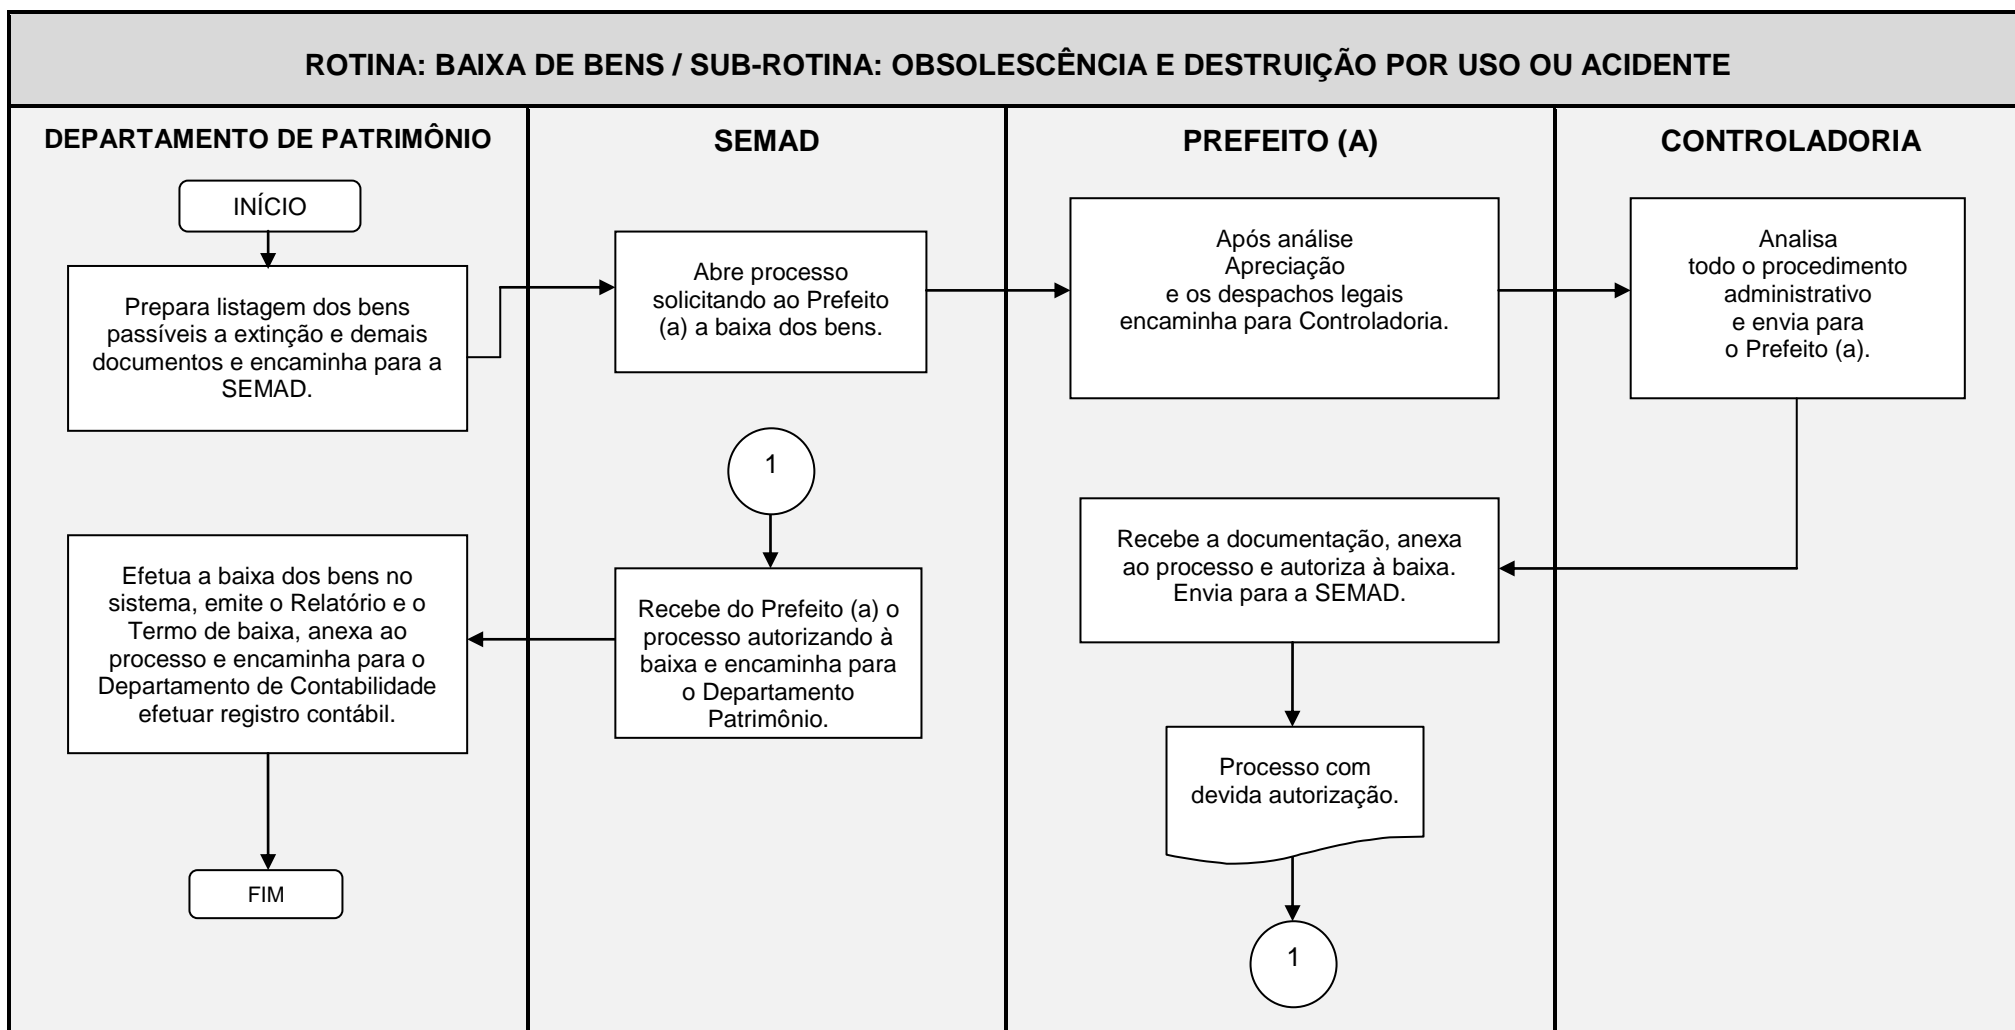 ROTINA: BAIXA DE BENS / SUB-ROTINA: OBSOLESCÊNCIA E DESTRUIÇÃO POR USO OU ACIDENTE
DEPARTAMENTO DE PATRIMÔNIO
INÍCIO
Prepara listagem dos bens
passíveis a extinção e demais
documentos e encaminha para a
SEMAD.
Efetua a baixa dos bens no
sistema, emite o Relatório e o
Termo de baixa, anexa ao
processo e encaminha para o
Departamento de Contabilidade
efetuar registro contábil.
FIM
SEMAD
Abre processo
solicitando ao Prefeito
(a) a baixa dos bens.
1
Recebe do Prefeito (a) o
processo autorizando à
baixa e encaminha para
o Departamento
Patrimônio.
PREFEITO (A)
Após análise
Apreciação
e os despachos legais
encaminha para Controladoria.
Recebe a documentação, anexa
ao processo e autoriza à baixa.
Envia para a SEMAD.
Processo com
devida autorização.
1
CONTROLADORIA
Analisa
todo o procedimento
administrativo
e envia para
o Prefeito (a).